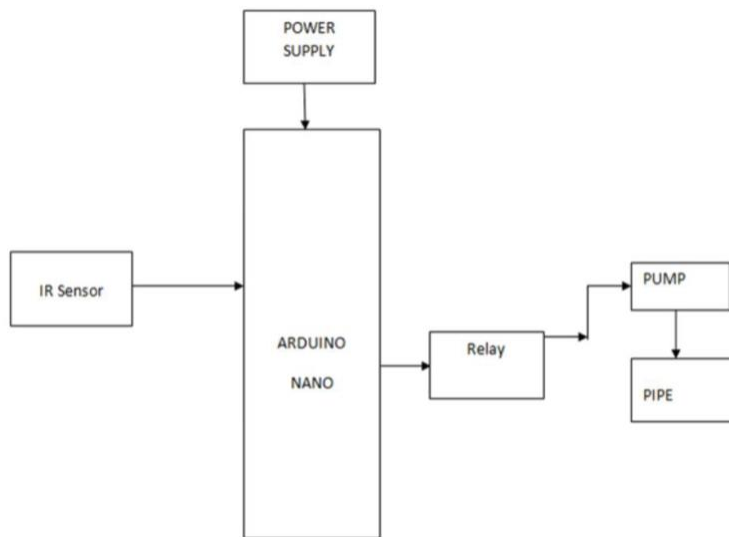 POWER
SUPPLY
IR Sensor
ARDUINO
NANO
Relay
PUMP
PIPE